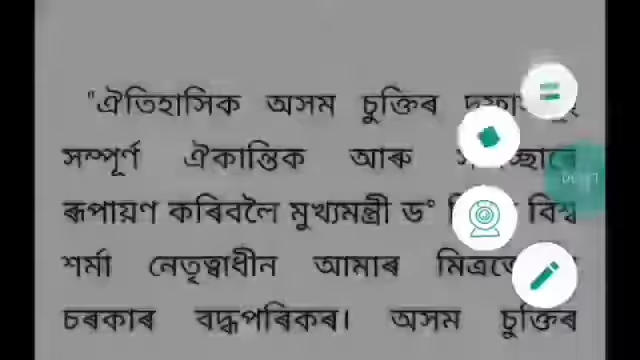 "ঐতিহাসিক অসম চুক্তিৰ
সম্পূৰ্ণ ঐকান্তিক আৰু
ৰূপায়ণ কৰিবলৈ মুখ্যমন্ত্ৰী ড° বিশ্ব
শৰ্মা নেতৃত্বাধীন আমাৰ
চৰকাৰ বদ্ধপৰিকৰ। অসম চুক্তিৰ